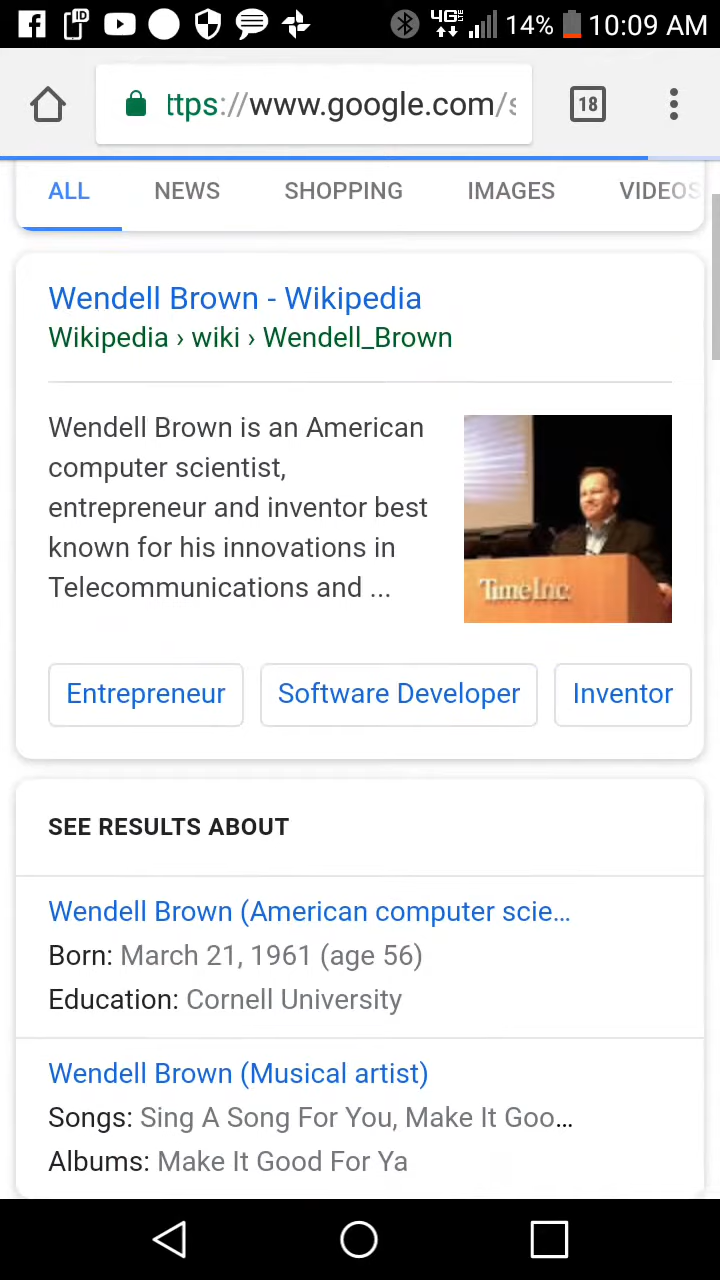 ID 4G LTE 14% 10:09 AM
ttps://www.google.com/s 18
ALL NEWS SHOPPING IMAGES VIDEOS
Wendell Brown - Wikipedia
Wikipedia › wiki › Wendell_Brown
Wendell Brown is an American
computer scientist,
entrepreneur and inventor best
known for his innovations in
Telecommunications and ...
TimeInc.
Entrepreneur Software Developer Inventor
SEE RESULTS ABOUT
Wendell Brown (American computer scie...
Born: March 21, 1961 (age 56)
Education: Cornell University
Wendell Brown (Musical artist)
Songs: Sing A Song For You, Make It Goo...
Albums: Make It Good For Ya